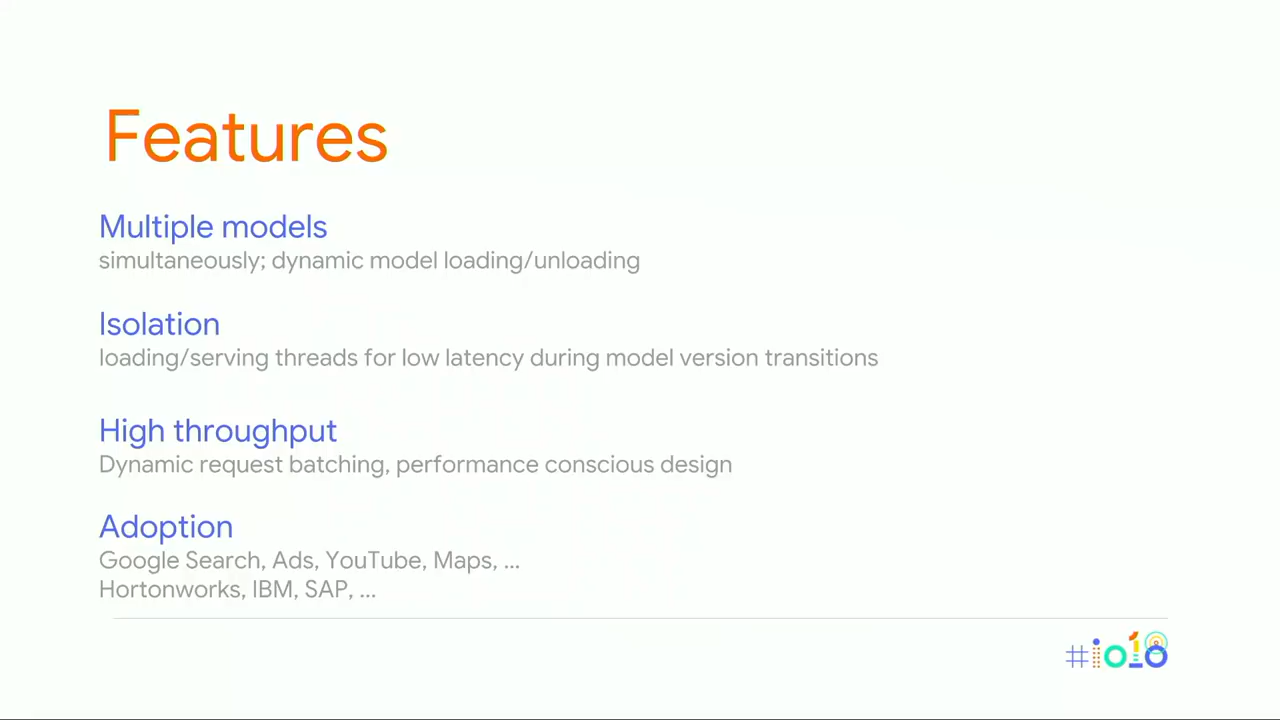 Features
Multiple models
simultaneously; dynamic model loading/unloading
Isolation
loading/serving threads for low latency during model version transitions
High throughput
Dynamic request batching, performance conscious design
Adoption
Google Search, Ads, YouTube, Maps, ...
Hortonworks, IBM, SAP, ...
#io18